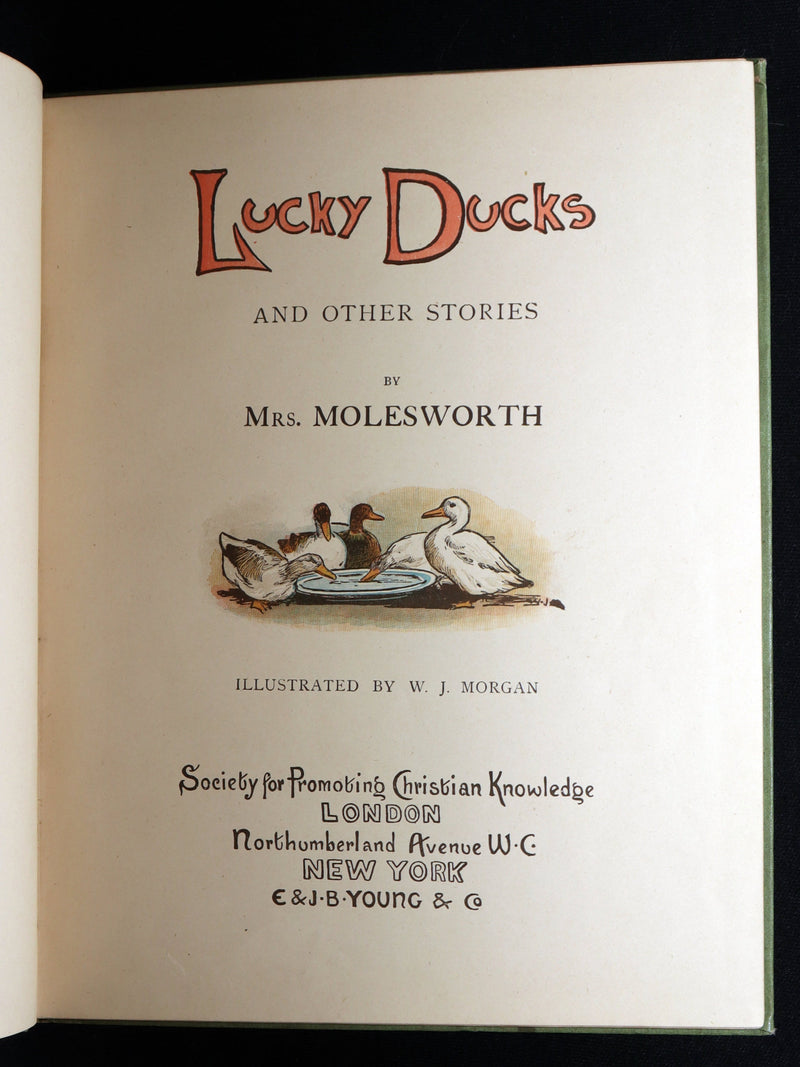 Lucky Ducks
AND OTHER STORIES
BY
MRS. MOLESWORTH
ILLUSTRATED BY W. J. MORGAN
Society for Promoting Christian Knowledge
LONDON
Northumberland Avenue W.C.
NEW YORK
E & J. B. YOUNG & Co